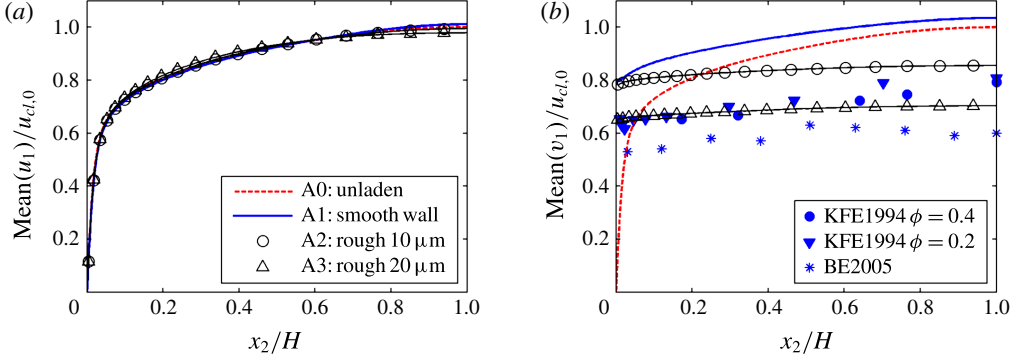 (a)
1.0
0.8
0.6
0.4
0.2
0
0.2
0.4
0.6
0.8
1.0
Mean(u₁)/u_cl,0
x₂/H
A0: unladen
A1: smooth wall
A2: rough 10 μm
A3: rough 20 μm
(b)
1.0
0.8
0.6
0.4
0.2
0
0.2
0.4
0.6
0.8
1.0
Mean(v₁)/u_cl,0
x₂/H
KFE1994 ϕ = 0.4
KFE1994 ϕ = 0.2
BE2005